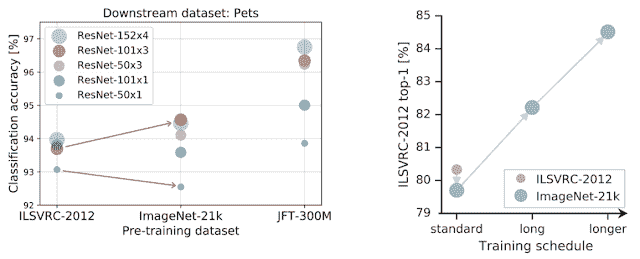 Downstream dataset: Pets
Classification accuracy [%]
97
96
95
94
93
92
ResNet-152x4
ResNet-101x3
ResNet-50x3
ResNet-101x1
ResNet-50x1
ILSVRC-2012 ImageNet-21k JFT-300M
Pre-training dataset
ILSVRC-2012 top-1 [%]
85
84
83
82
81
80
79
ILSVRC-2012
ImageNet-21k
standard long longer
Training schedule